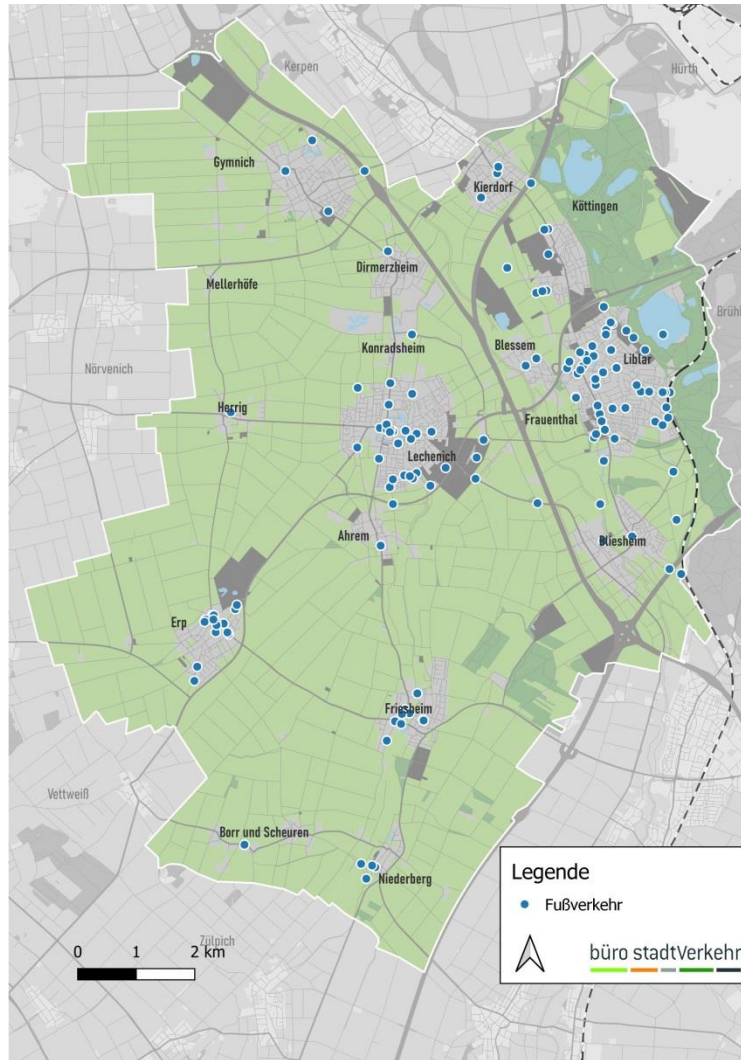 Kerpen
Hürth
Gymnich
Kierdorf
Köttingen
Dirmerzheim
Mellerhöfe
Brühl
Konradsheim
Blessem
Liblar
Nörvenich
Herrig
Frauenthal
Lechenich
Ahrem
Bliesheim
Erp
Friesheim
Vettweiß
Borr und Scheuren
Niederberg
Zülpich
0 1 2 km
Legende
Fußverkehr
büro stadtVerkehr